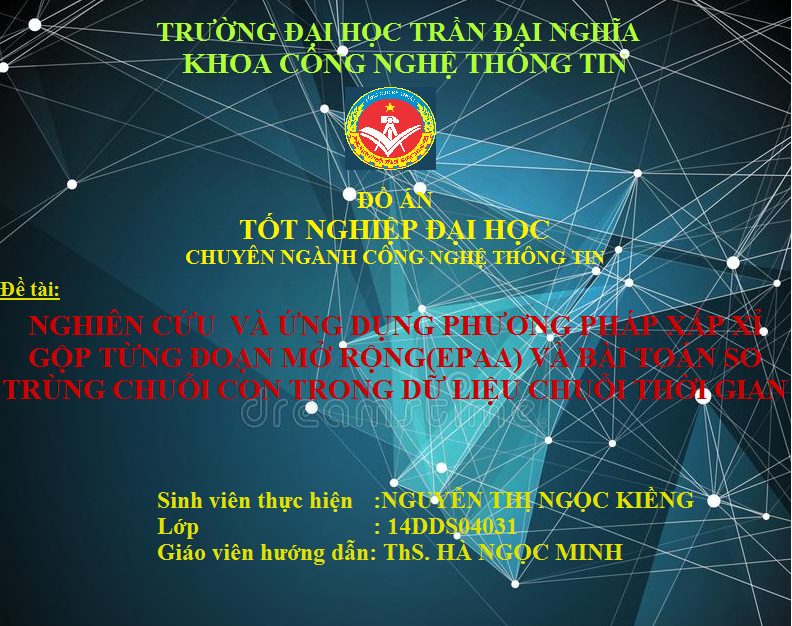 TRƯỜNG ĐẠI HỌC TRẦN ĐẠI NGHĨA
KHOA CÔNG NGHỆ THÔNG TIN
ĐỒ ÁN
TỐT NGHIỆP ĐẠI HỌC
CHUYÊN NGÀNH CÔNG NGHỆ THÔNG TIN
Đề tài:
NGHIÊN CỨU VÀ ỨNG DỤNG PHƯƠNG PHÁP XẤP XỈ
GỘP TỪNG ĐOẠN MỞ RỘNG(EPAA) VÀ BÀI TOÁN SO
TRÙNG CHUỖI CON TRONG DỮ LIỆU CHUỖI THỜI GIAN
dreamstime
Sinh viên thực hiện :NGUYỄN THỊ NGỌC KIỀNG
Lớp : 14DDS04031
Giáo viên hướng dẫn: ThS. HÀ NGỌC MINH